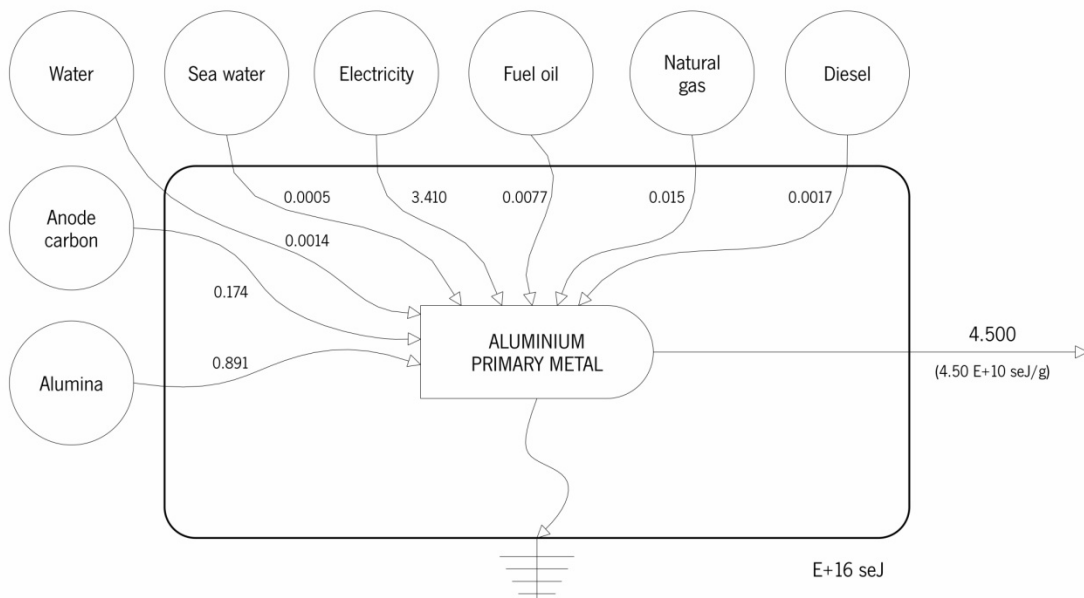 Water
Sea water
Electricity
Fuel oil
Natural
gas
Diesel
0.0005
3.410
0.0077
0.015
0.0017
Anode
carbon
0.0014
0.174
ALUMINIUM
PRIMARY METAL
4.500
(4.50 E+10 seJ/g)
0.891
Alumina
E+16 seJ